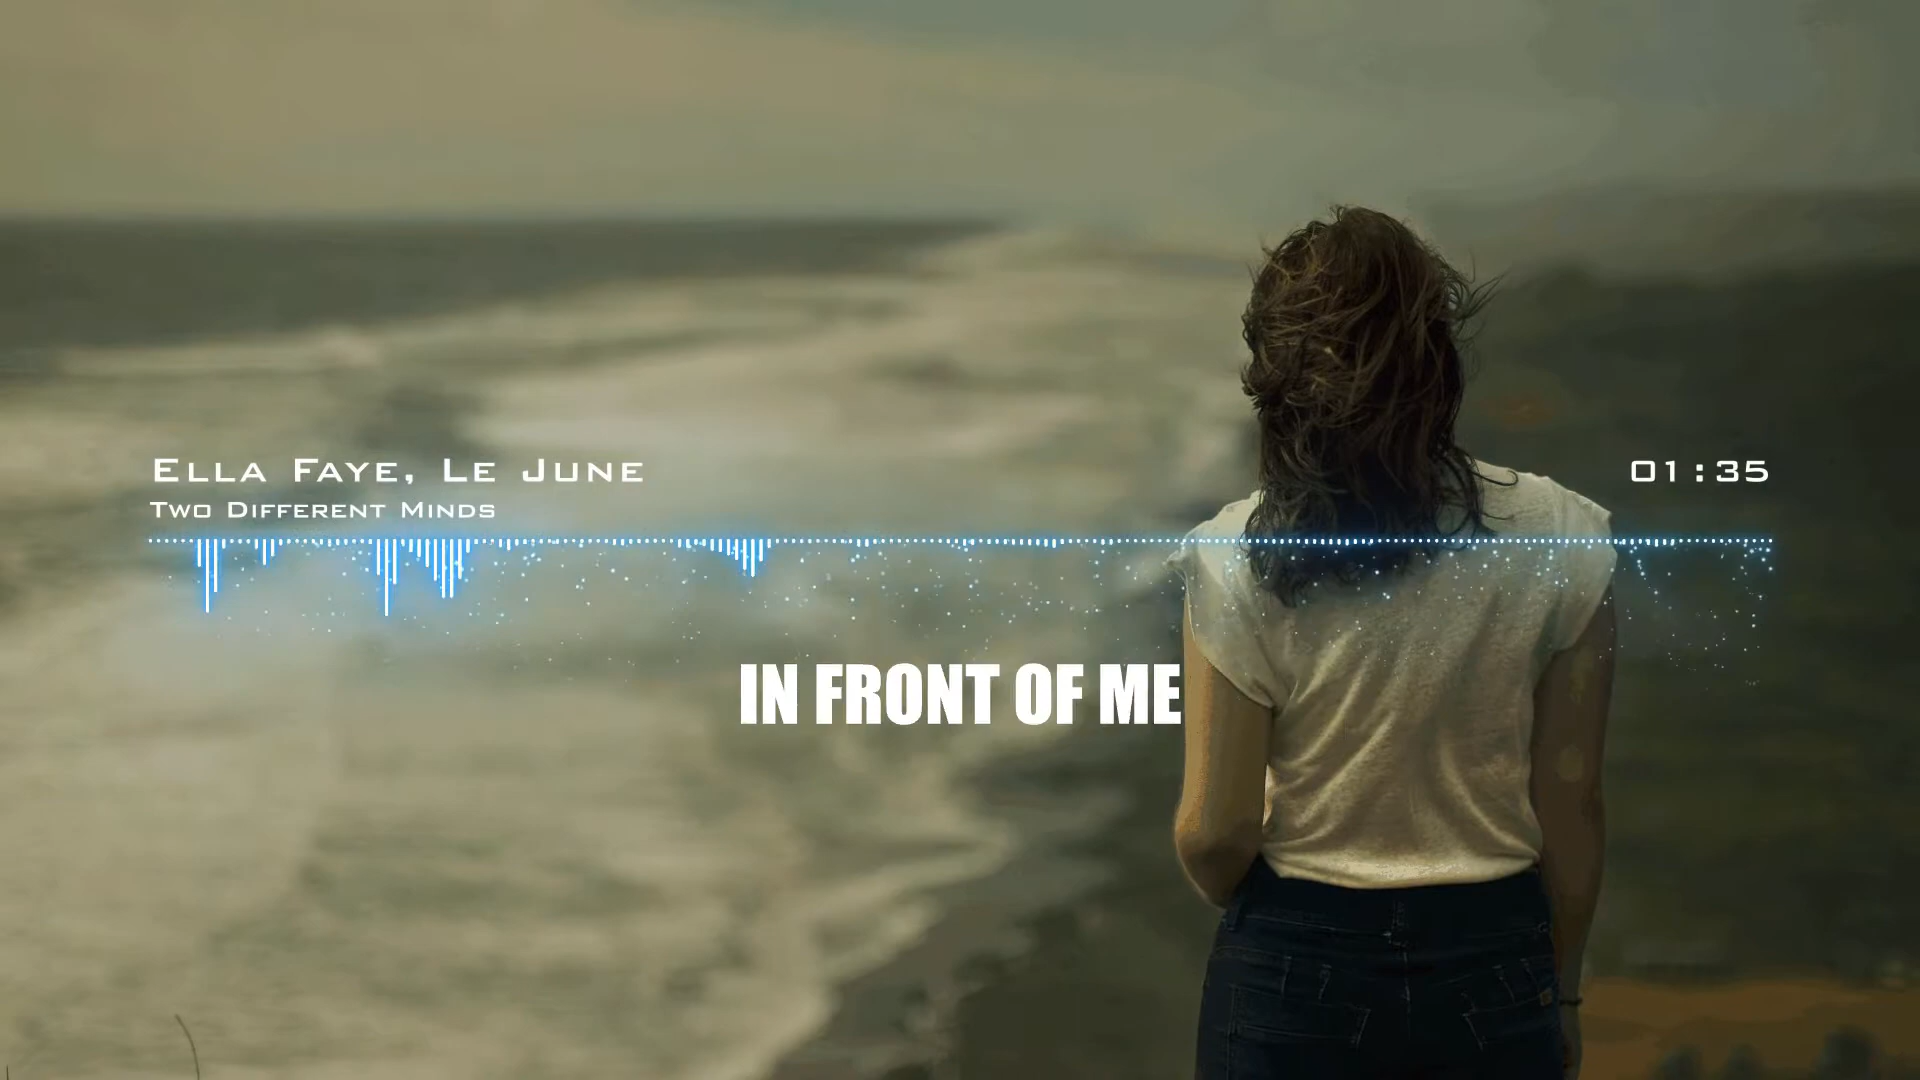 Ella Faye, Le June
01:35
Two Different Minds
IN FRONT OF ME